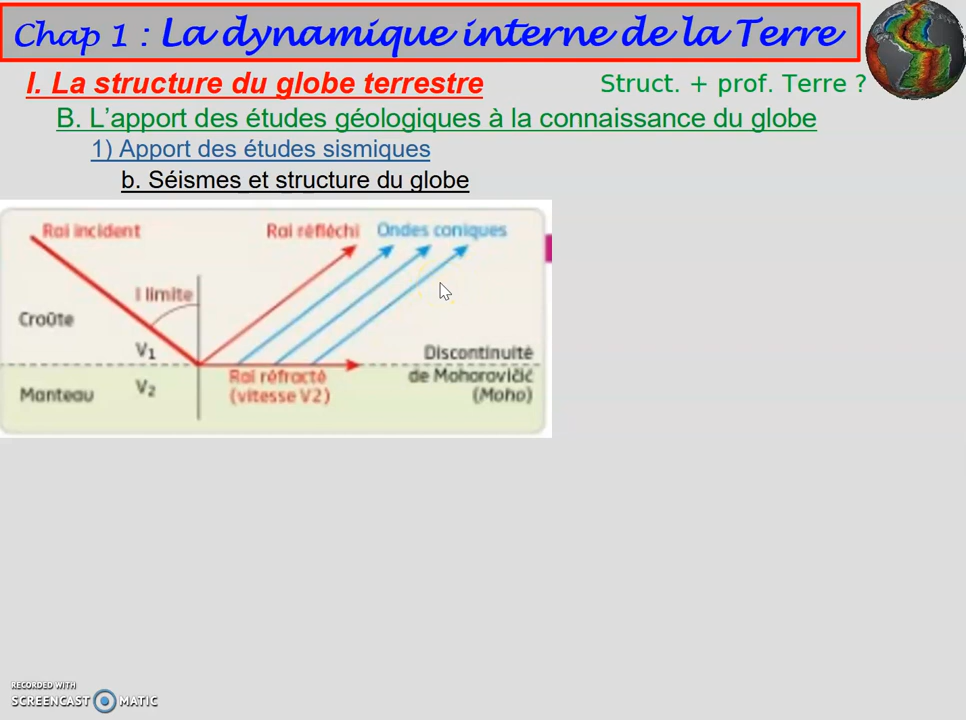 Chap 1 : La dynamique interne de la Terre
I. La structure du globe terrestre
Struct. + prof. Terre ?
B. L'apport des études géologiques à la connaissance du globe
1) Apport des études sismiques
b. Séismes et structure du globe
Rai incident
Rai réfléchi
Ondes coniques
I limite
Croûte
V1
Discontinuité
de Mohorovičić
(Moho)
Manteau
V2
Rai réfracté
(vitesse V2)
RECORDED WITH
SCREENCAST MATIC